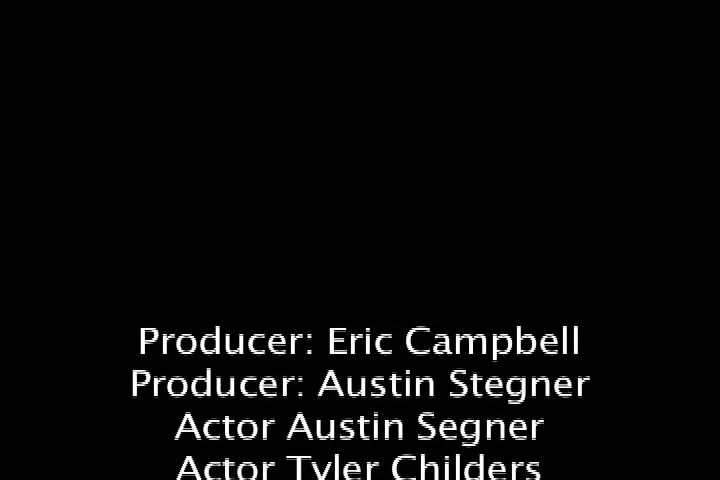 Producer: Eric Campbell
Producer: Austin Stegner
Actor Austin Segner
Actor Tyler Childers